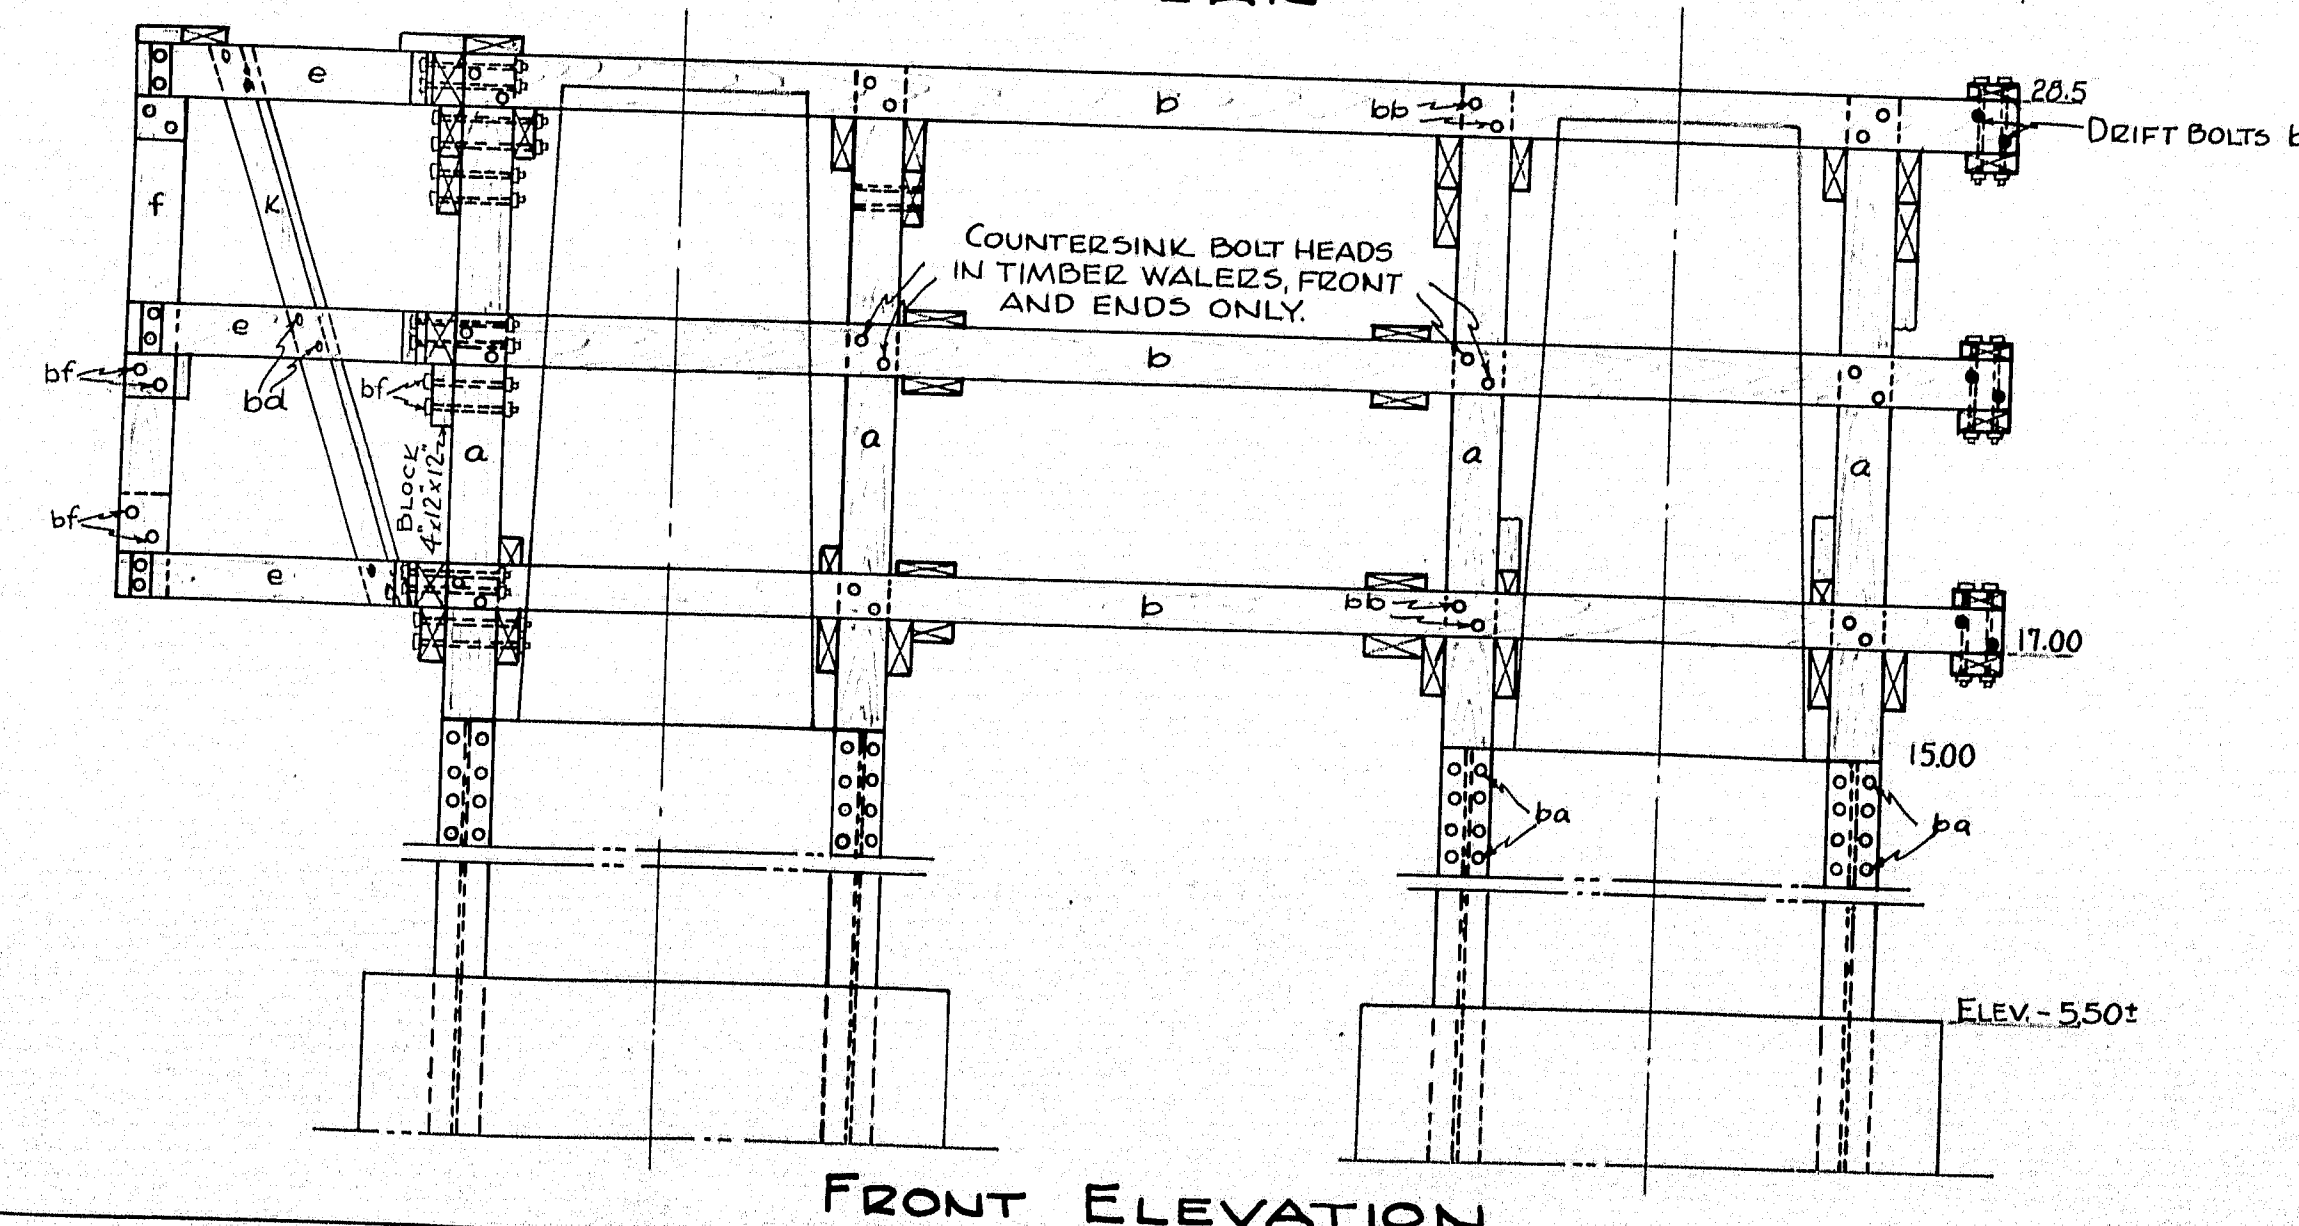 e
b
bb
28.5
DRIFT BOLTS
f
K
COUNTERSINK BOLT HEADS
IN TIMBER WALERS, FRONT
AND ENDS ONLY.
e
b
bf
bd
bf
BLOCK
4"x12"x12"
a
a
a
a
bf
e
b
bb
17.00
15.00
ba
ba
ELEV. - 5.50±
FRONT ELEVATION